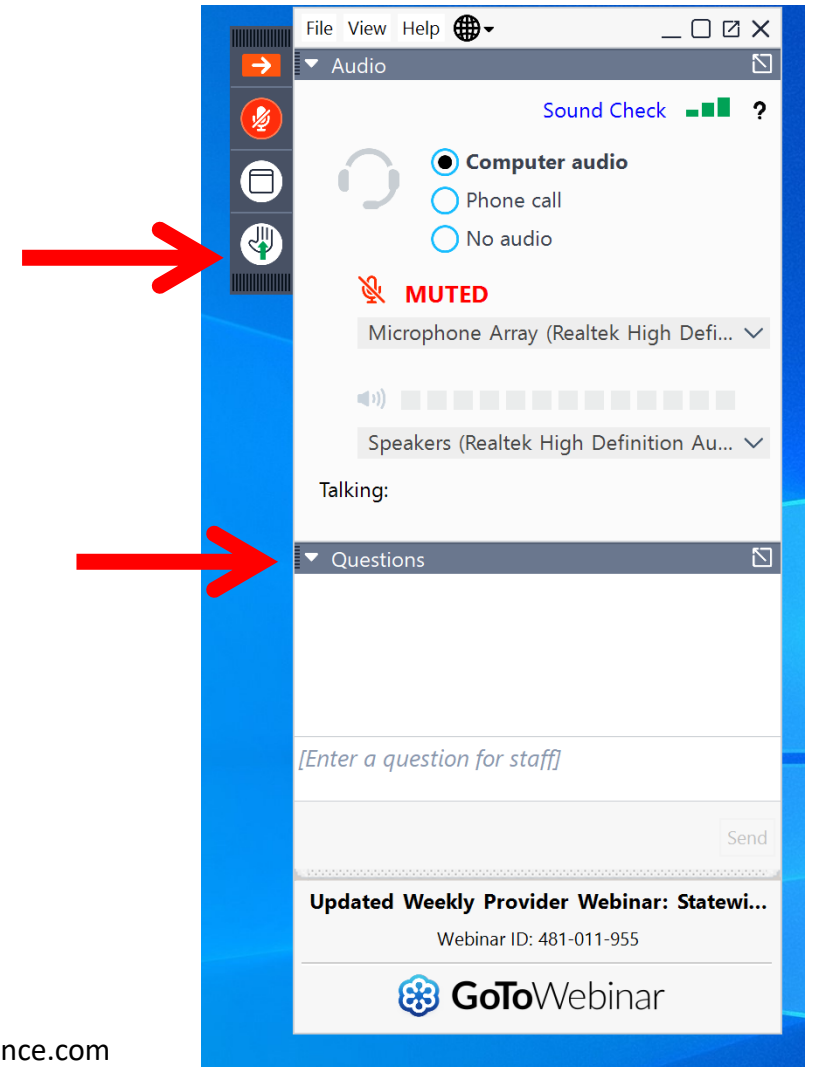 File View Help
Audio
Sound Check ?
Computer audio
Phone call
No audio
MUTED
Microphone Array (Realtek High Defi...
Speakers (Realtek High Definition Au...
Talking:
Questions
[Enter a question for staff]
Send
Updated Weekly Provider Webinar: Statewi...
Webinar ID: 481-011-955
GoToWebinar
nce.com